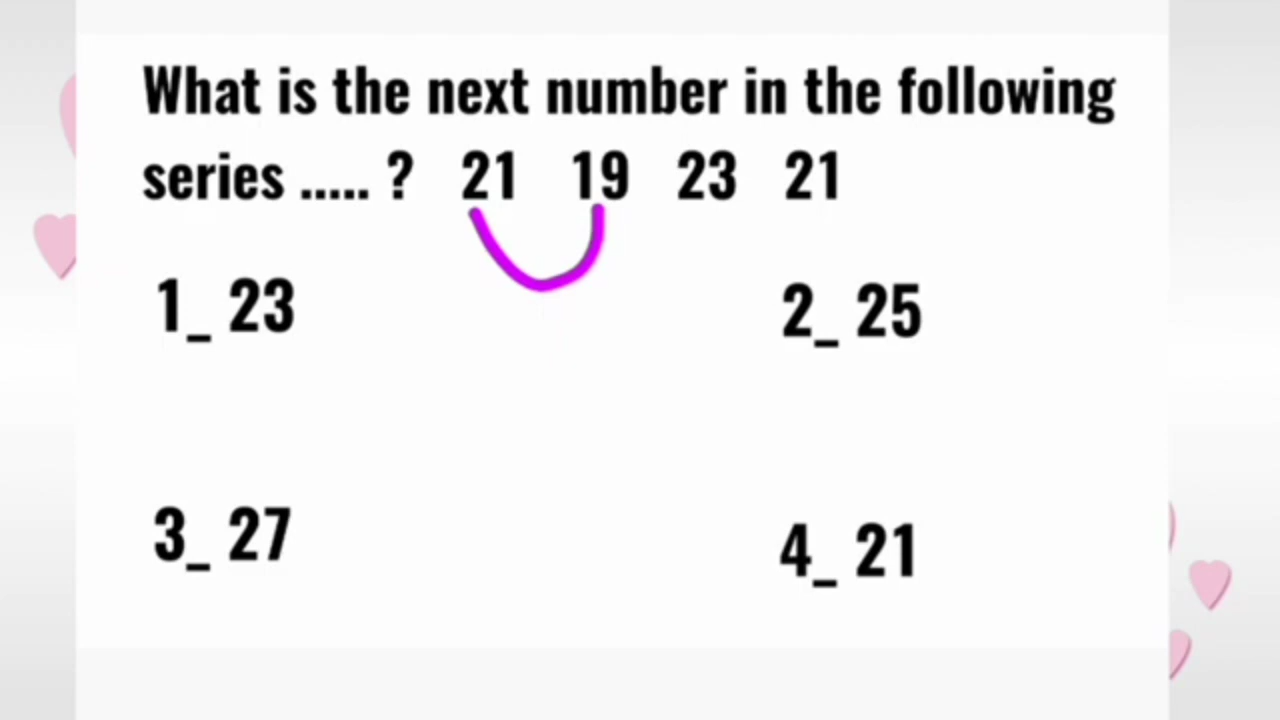 What is the next number in the following
series ..... ? 21 19 23 21
1_ 23 2_ 25
3_ 27 4_ 21